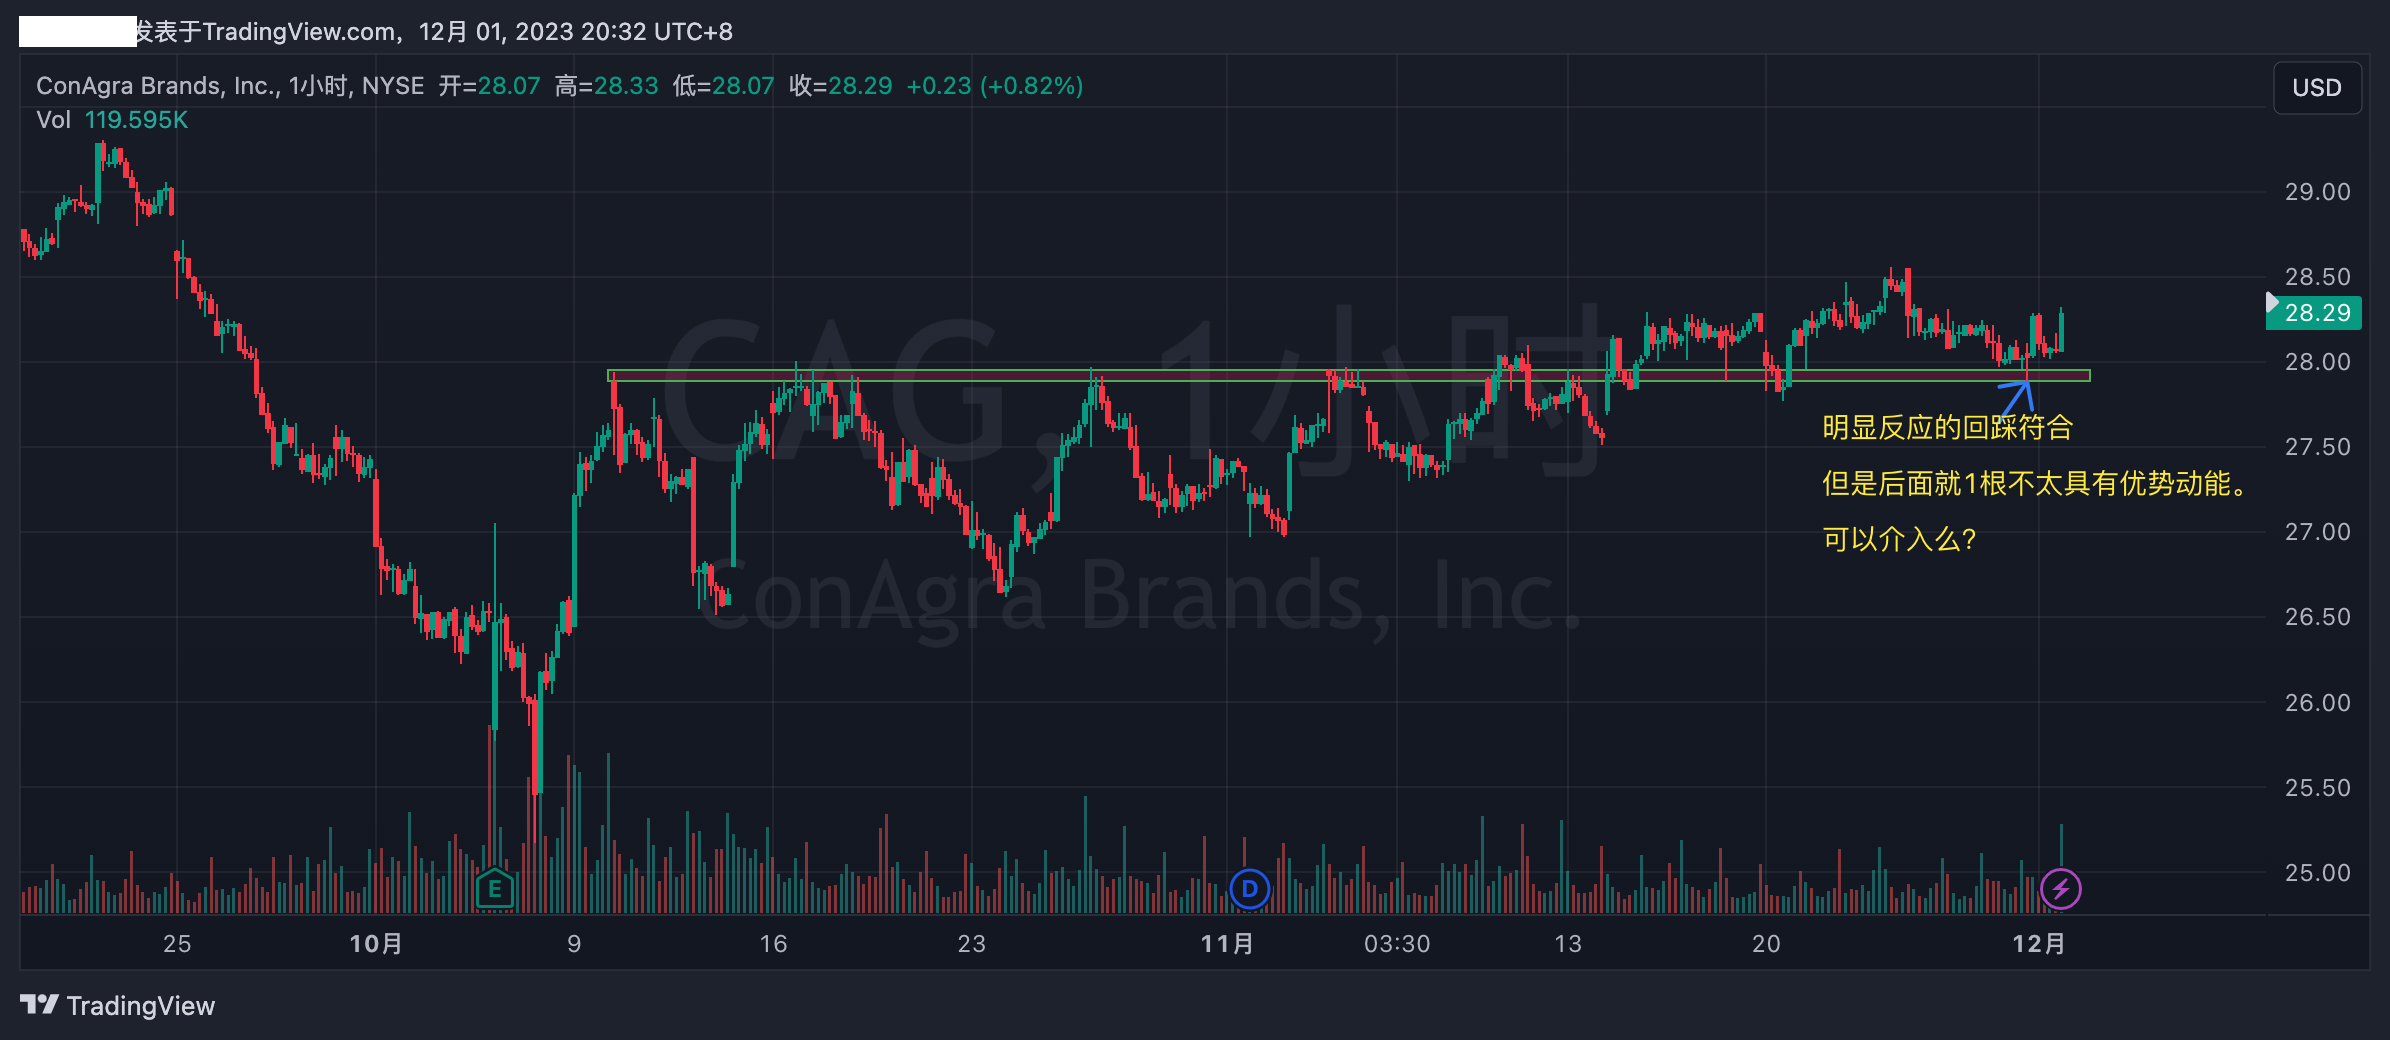 发表于TradingView.com，12月 01, 2023 20:32 UTC+8
ConAgra Brands, Inc., 1小时, NYSE 开=28.07 高=28.33 低=28.07 收=28.29 +0.23 (+0.82%)
USD
Vol 119.595K
CAG, 1小时
ConAgra Brands, Inc.
29.00
28.50
28.29
28.00
27.50
27.00
26.50
26.00
25.50
25.00
明显反应的回踩符合
但是后面就1根不太具有优势动能。
可以介入么?
E
D
25
10月
9
16
23
11月
03:30
13
20
12月
TradingView